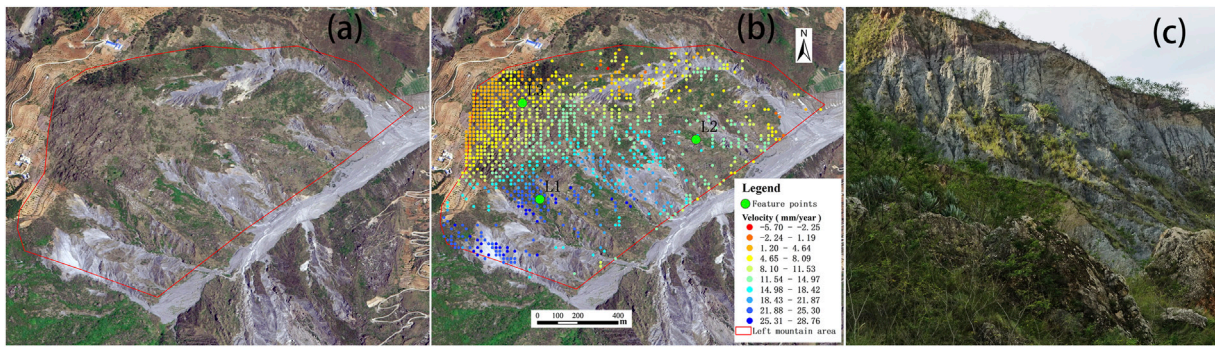 (a)
(b)
(c)
N
L3
L2
L1
Legend
Feature points
Velocity ( mm/year)
-5.70 - -2.25
-2.24 - 1.19
1.20 - 4.64
4.65 - 8.09
8.10 - 11.53
11.54 - 14.97
14.98 - 18.42
18.43 - 21.87
21.88 - 25.30
25.31 - 28.76
Left mountain area
0 100 200 400
m